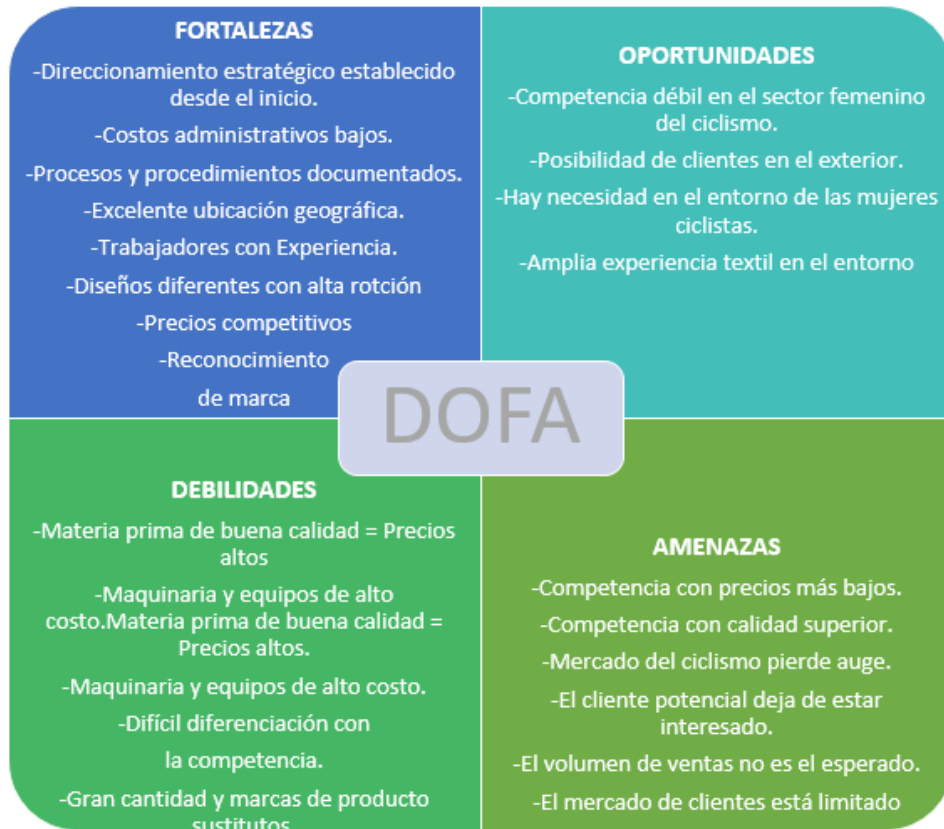 FORTALEZAS
-Direccionamiento estratégico establecido
desde el inicio.
-Costos administrativos bajos.
-Procesos y procedimientos documentados.
-Excelente ubicación geográfica.
-Trabajadores con Experiencia.
-Diseños diferentes con alta rotción
-Precios competitivos
-Reconocimiento
de marca
OPORTUNIDADES
-Competencia débil en el sector femenino
del ciclismo.
-Posibilidad de clientes en el exterior.
-Hay necesidad en el entorno de las mujeres
ciclistas.
-Amplia experiencia textil en el entorno
DOFA
DEBILIDADES
-Materia prima de buena calidad = Precios
altos
-Maquinaria y equipos de alto
costo.Materia prima de buena calidad =
Precios altos.
-Maquinaria y equipos de alto costo.
-Difícil diferenciación con
la competencia.
-Gran cantidad y marcas de producto
sustitutos
AMENAZAS
-Competencia con precios más bajos.
-Competencia con calidad superior.
-Mercado del ciclismo pierde auge.
-El cliente potencial deja de estar
interesado.
-El volumen de ventas no es el esperado.
-El mercado de clientes está limitado